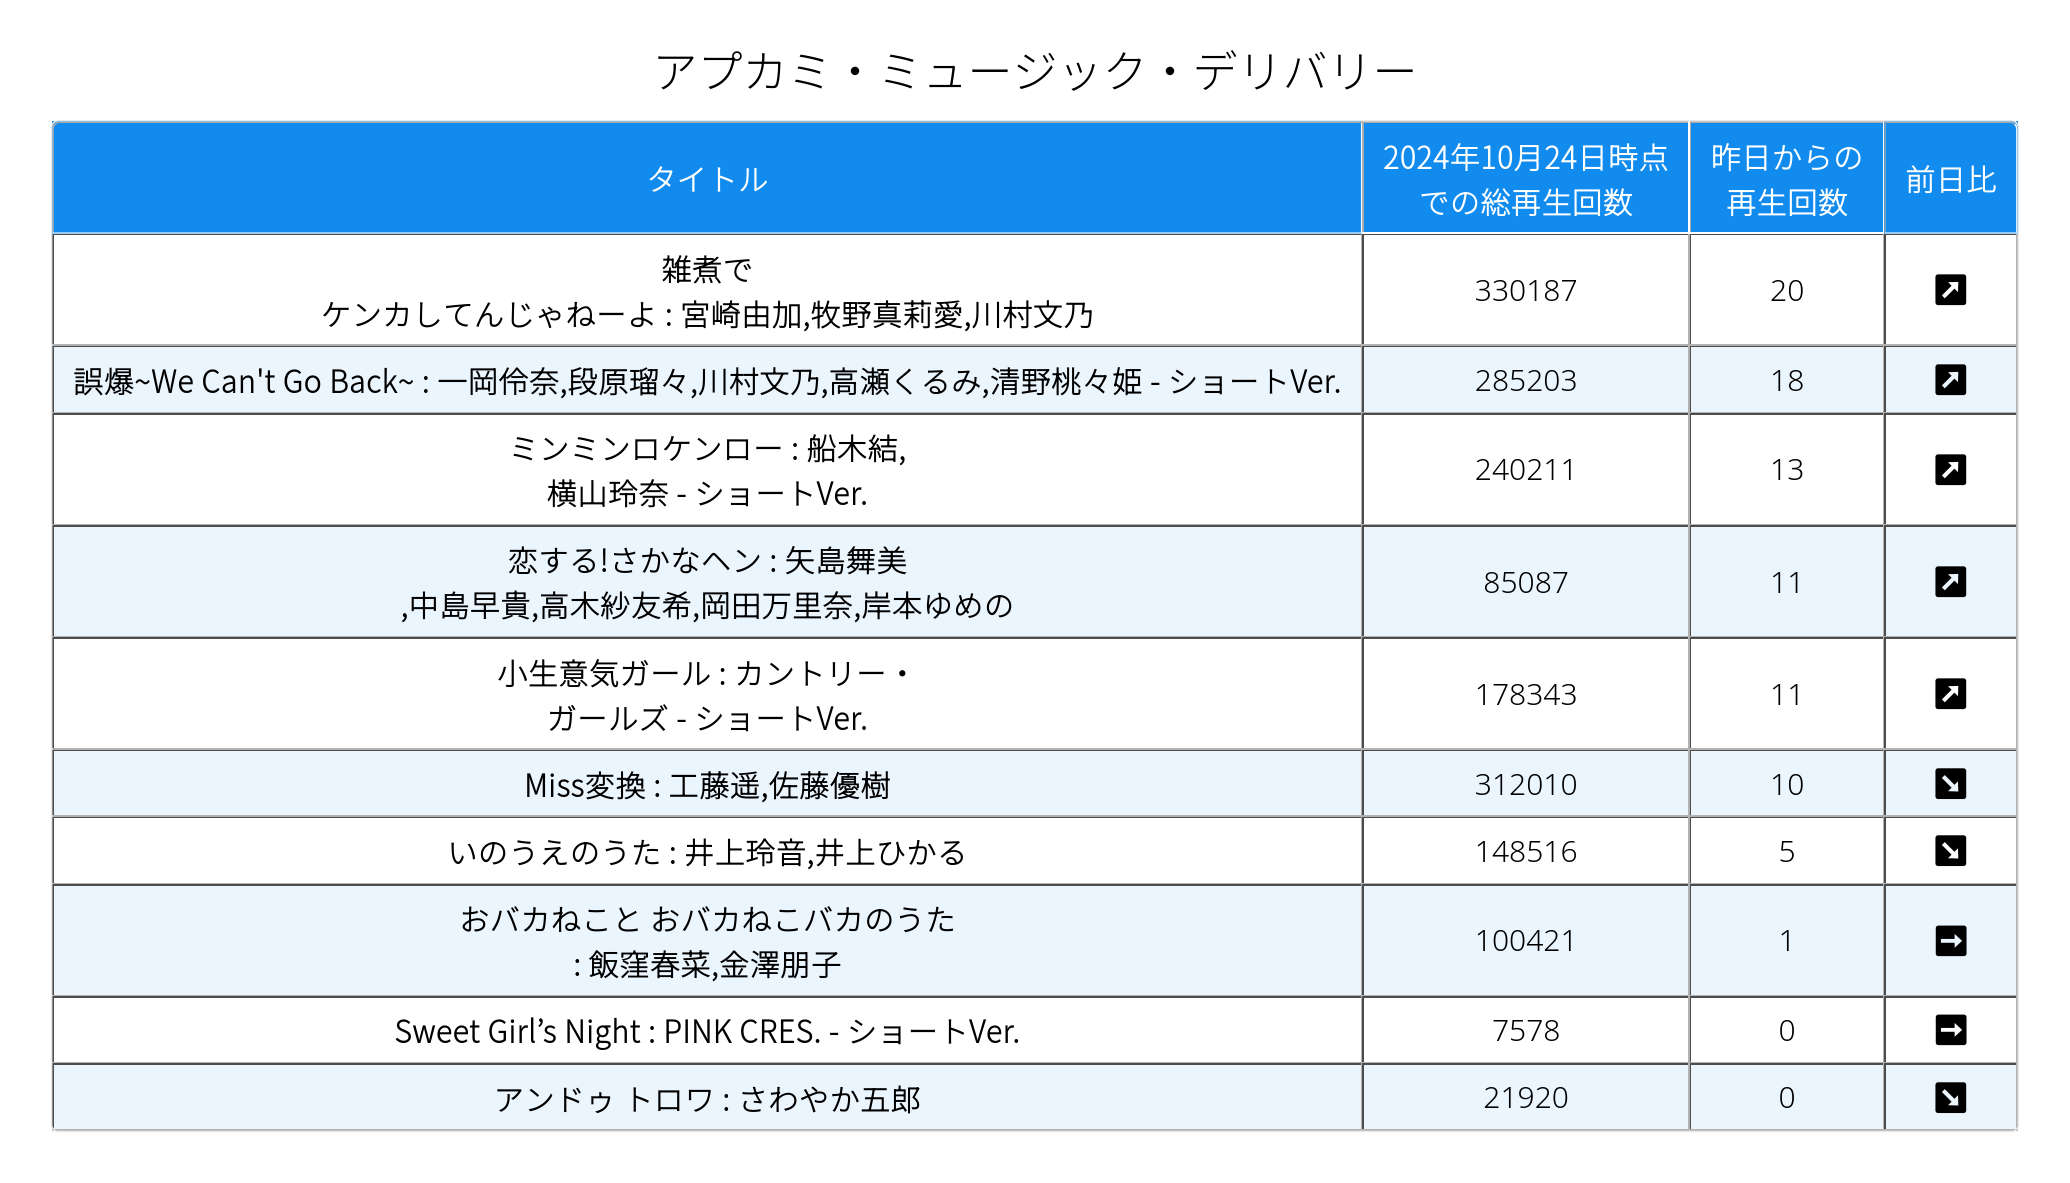 アプカミ・ミュージック・デリバリー
タイトル
2024年10月24日時点
での総再生回数
昨日からの
再生回数
前日比
雑煮で
ケンカしてんじゃねーよ : 宮崎由加,牧野真莉愛,川村文乃
330187
20
誤爆~We Can't Go Back~ : 一岡伶奈,段原瑠々,川村文乃,高瀬くるみ,清野桃々姫 - ショートVer.
285203
18
ミンミンロケンロー : 船木結,
横山玲奈 - ショートVer.
240211
13
恋する!さかなヘン : 矢島舞美
,中島早貴,高木紗友希,岡田万里奈,岸本ゆめの
85087
11
小生意気ガール : カントリー・
ガールズ - ショートVer.
178343
11
Miss変換 : 工藤遥,佐藤優樹
312010
10
いのうえのうた : 井上玲音,井上ひかる
148516
5
おバカねこと おバカねこバカのうた
: 飯窪春菜,金澤朋子
100421
1
Sweet Girl’s Night : PINK CRES. - ショートVer.
7578
0
アンドゥ トロワ : さわやか五郎
21920
0